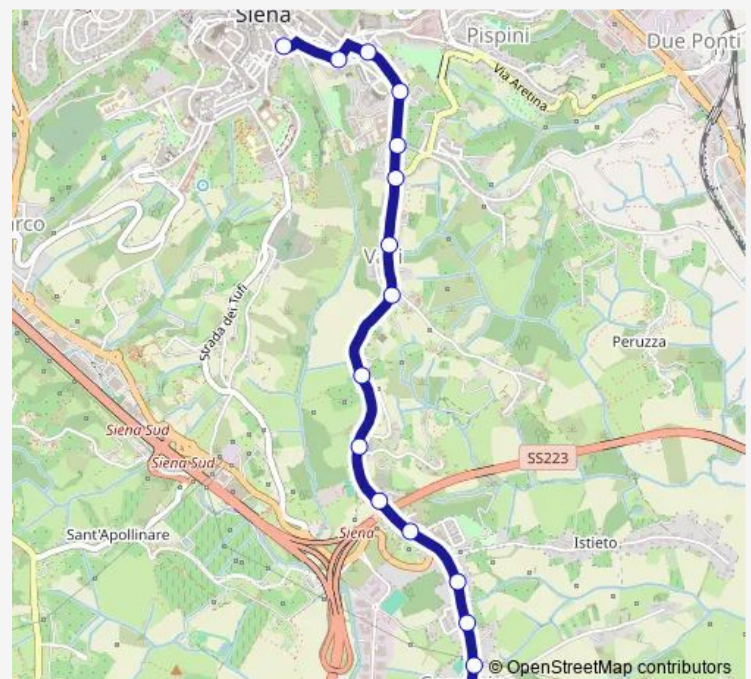 Siena
Pispini
Due Ponti
Via Aretina
arco
Strada dei Tufi
Peruzza
Siena Sud
Siena Sud
SS223
Sant'Apollinare
Siena
Istieto
© OpenStreetMap contributors